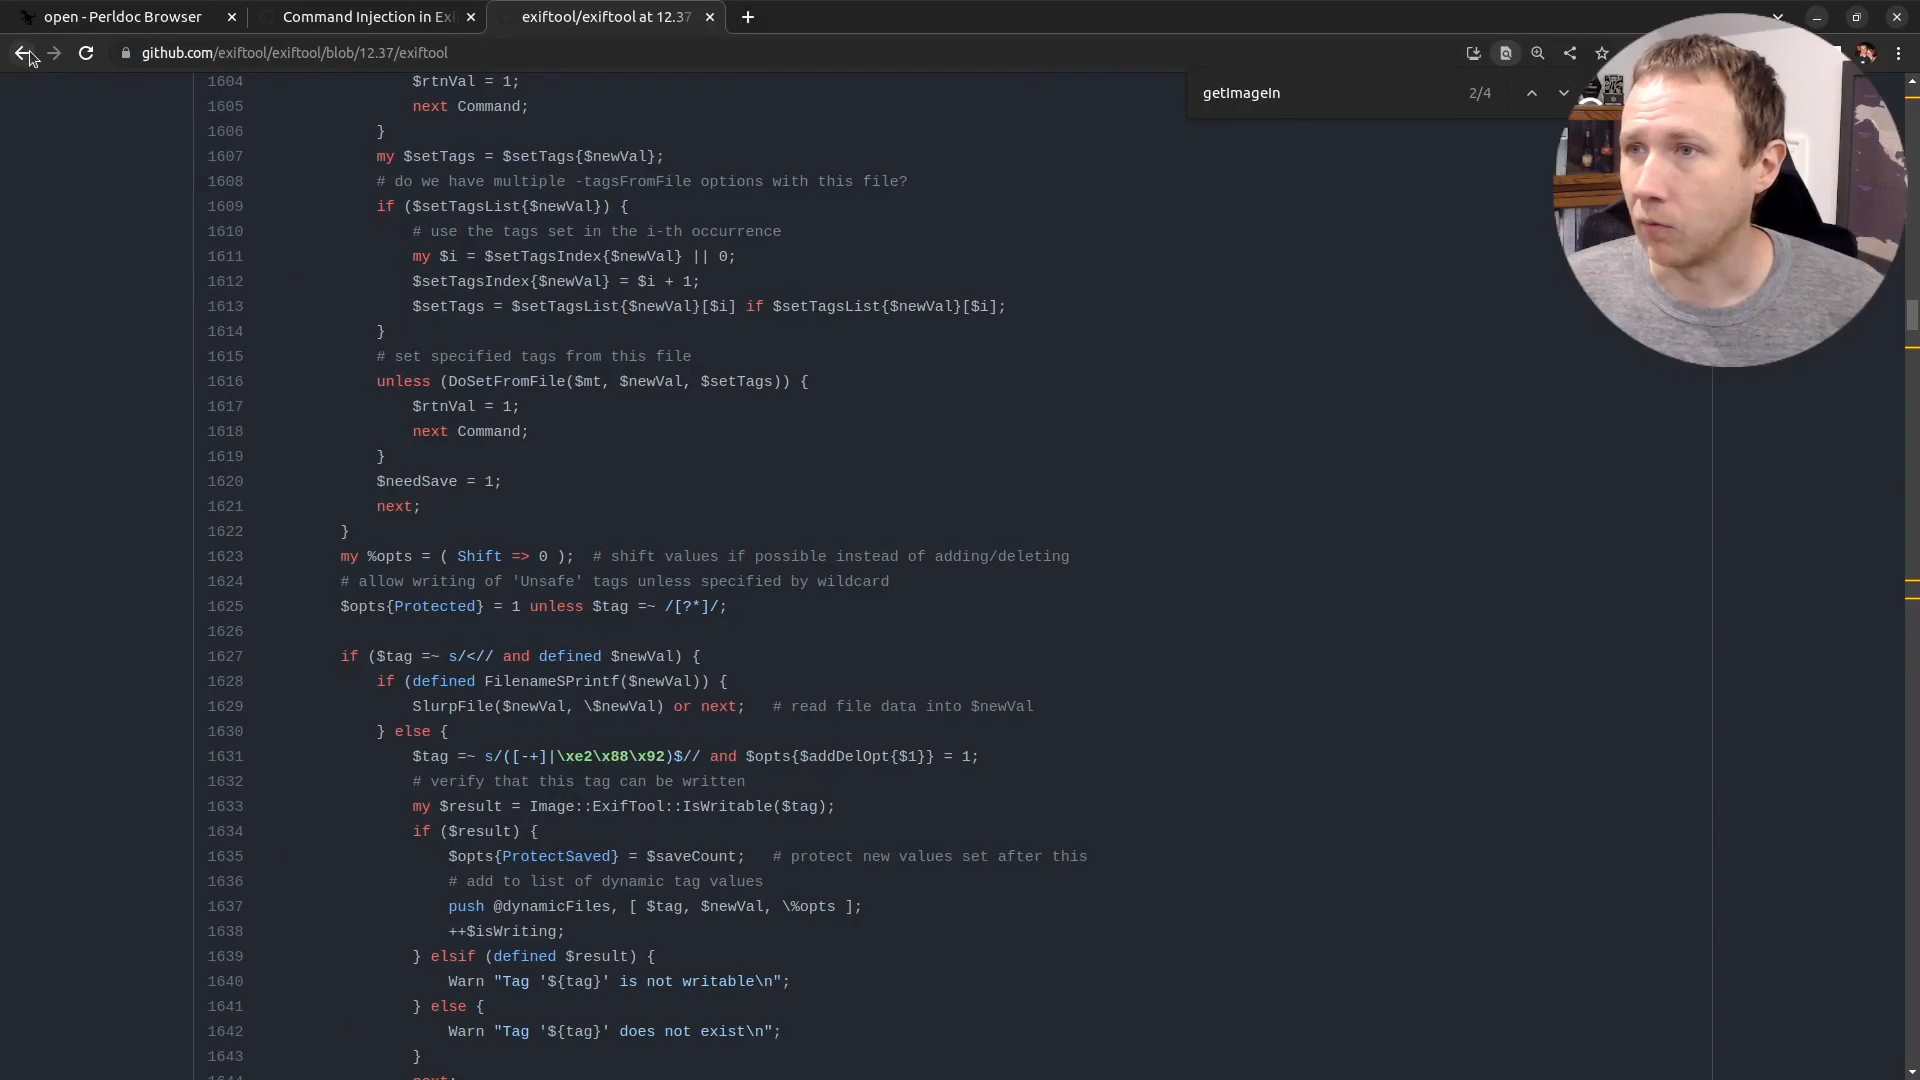 open - Perldoc Browser
Command Injection in Exi
exiftool/exiftool at 12.37
github.com/exiftool/exiftool/blob/12.37/exiftool
getImageIn 2/4
1604 $rtnVal = 1;
1605 next Command;
1606 }
1607 my $setTags = $setTags{$newVal};
1608 # do we have multiple -tagsFromFile options with this file?
1609 if ($setTagsList{$newVal}) {
1610 # use the tags set in the i-th occurrence
1611 my $i = $setTagsIndex{$newVal} || 0;
1612 $setTagsIndex{$newVal} = $i + 1;
1613 $setTags = $setTagsList{$newVal}[$i] if $setTagsList{$newVal}[$i];
1614 }
1615 # set specified tags from this file
1616 unless (DoSetFromFile($mt, $newVal, $setTags)) {
1617 $rtnVal = 1;
1618 next Command;
1619 }
1620 $needSave = 1;
1621 next;
1622 }
1623 my %opts = ( Shift => 0 );  # shift values if possible instead of adding/deleting
1624 # allow writing of 'Unsafe' tags unless specified by wildcard
1625 $opts{Protected} = 1 unless $tag =~ /[?*]/;
1626
1627 if ($tag =~ s/<// and defined $newVal) {
1628 if (defined FilenameSPrintf($newVal)) {
1629 SlurpFile($newVal, \$newVal) or next;   # read file data into $newVal
1630 } else {
1631 $tag =~ s/([-+]|\xe2\x88\x92)$// and $opts{$addDelOpt{$1}} = 1;
1632 # verify that this tag can be written
1633 my $result = Image::ExifTool::IsWritable($tag);
1634 if ($result) {
1635 $opts{ProtectSaved} = $saveCount;   # protect new values set after this
1636 # add to list of dynamic tag values
1637 push @dynamicFiles, [ $tag, $newVal, \%opts ];
1638 ++$isWriting;
1639 } elsif (defined $result) {
1640 Warn "Tag '${tag}' is not writable\n";
1641 } else {
1642 Warn "Tag '${tag}' does not exist\n";
1643 }
1644 next;